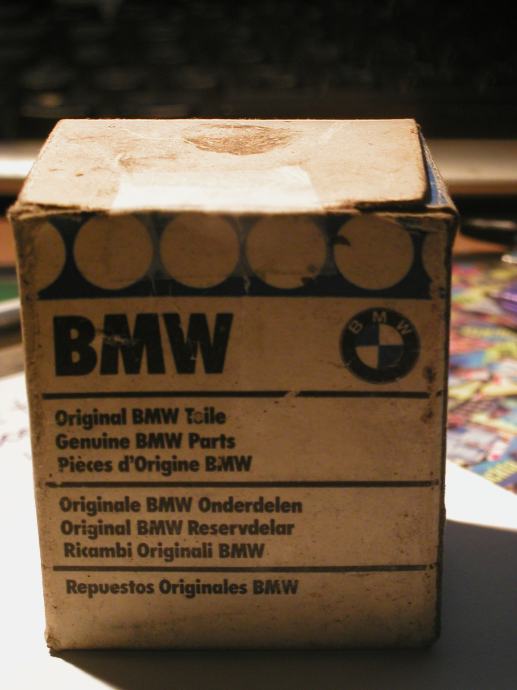 BMW
BMW
Original BMW Teile
Genuine BMW Parts
Pièces d'Origine BMW
Originale BMW Onderdelen
Original BMW Reservdelar
Ricambi Originali BMW
Repuestos Originales BMW